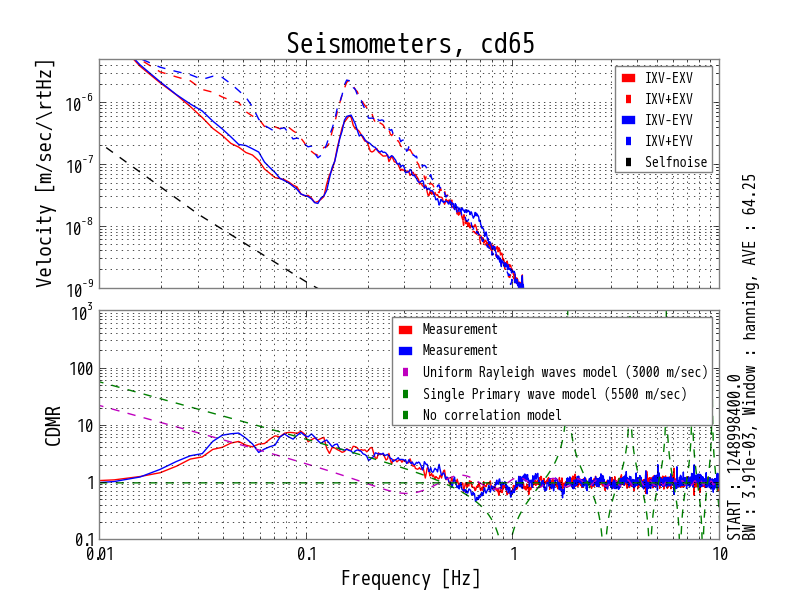 Seismometers, cd65
Velocity [m/sec/\rtHz]
10-6
10-7
10-8
10-9
IXV-EXV
IXV+EXV
IXV-EYV
IXV+EYV
Selfnoise
CDMR
103
100
10
1
0.1
Measurement
Measurement
Uniform Rayleigh waves model (3000 m/sec)
Single Primary wave model (5500 m/sec)
No correlation model
0.01
0.1
1
10
Frequency [Hz]
START : 1248998400.0
BW : 3.91e-03, Window : hanning, AVE : 64.25